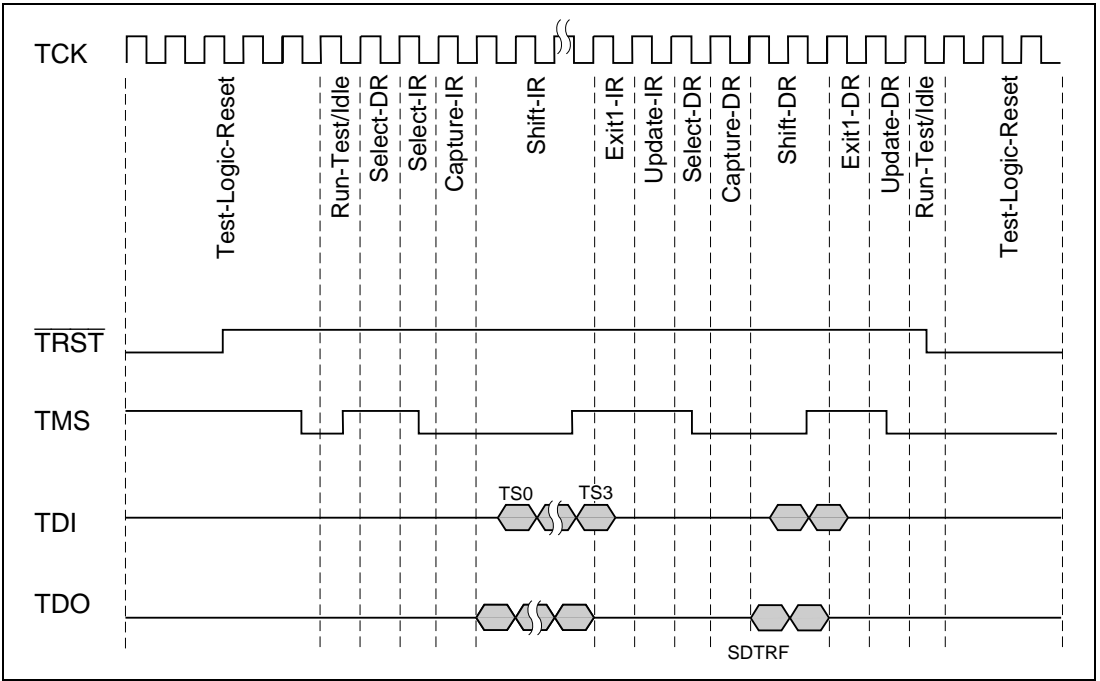 TCK
Test-Logic-Reset
Run-Test/Idle
Select-DR
Select-IR
Capture-IR
Shift-IR
Exit1-IR
Update-IR
Select-DR
Capture-DR
Shift-DR
Exit1-DR
Update-DR
Run-Test/Idle
Test-Logic-Reset
TRST
TMS
TS0 TS3
TDI
TDO
SDTRF